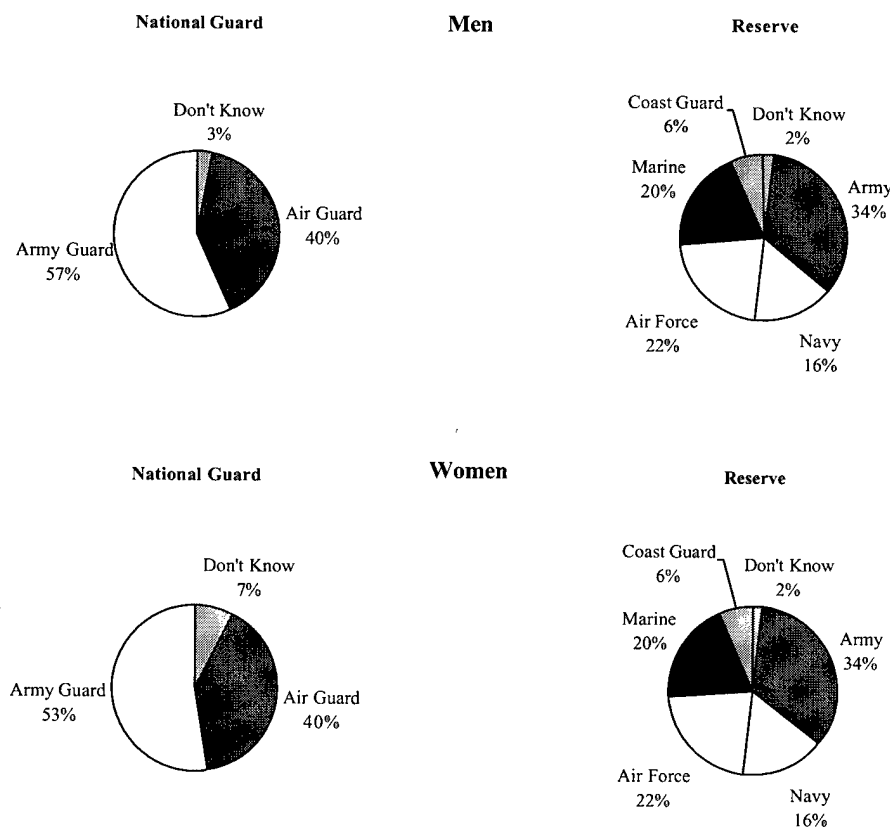 Men
National Guard
Don't Know
3%
Air Guard
40%
Army Guard
57%
Reserve
Coast Guard
6%
Don't Know
2%
Marine
20%
Army
34%
Air Force
22%
Navy
16%
Women
National Guard
Don't Know
7%
Army Guard
53%
Air Guard
40%
Reserve
Coast Guard
6%
Don't Know
2%
Marine
20%
Army
34%
Air Force
22%
Navy
16%